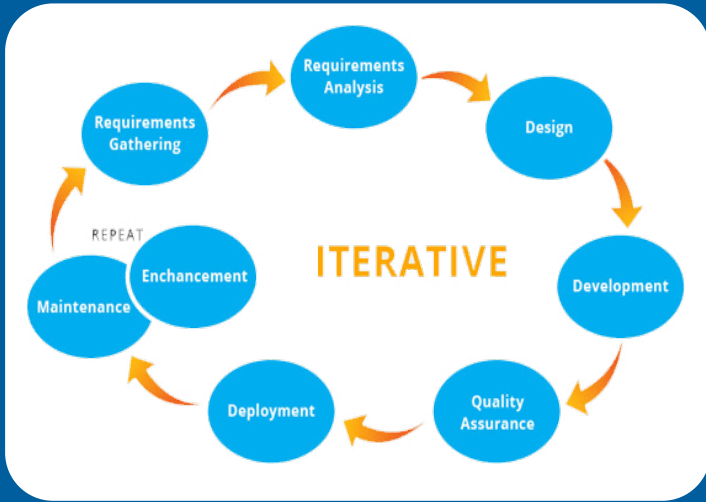 Requirements
Analysis
Requirements
Gathering
Design
REPEAT
Enchancement
ITERATIVE
Development
Maintenance
Quality
Assurance
Deployment